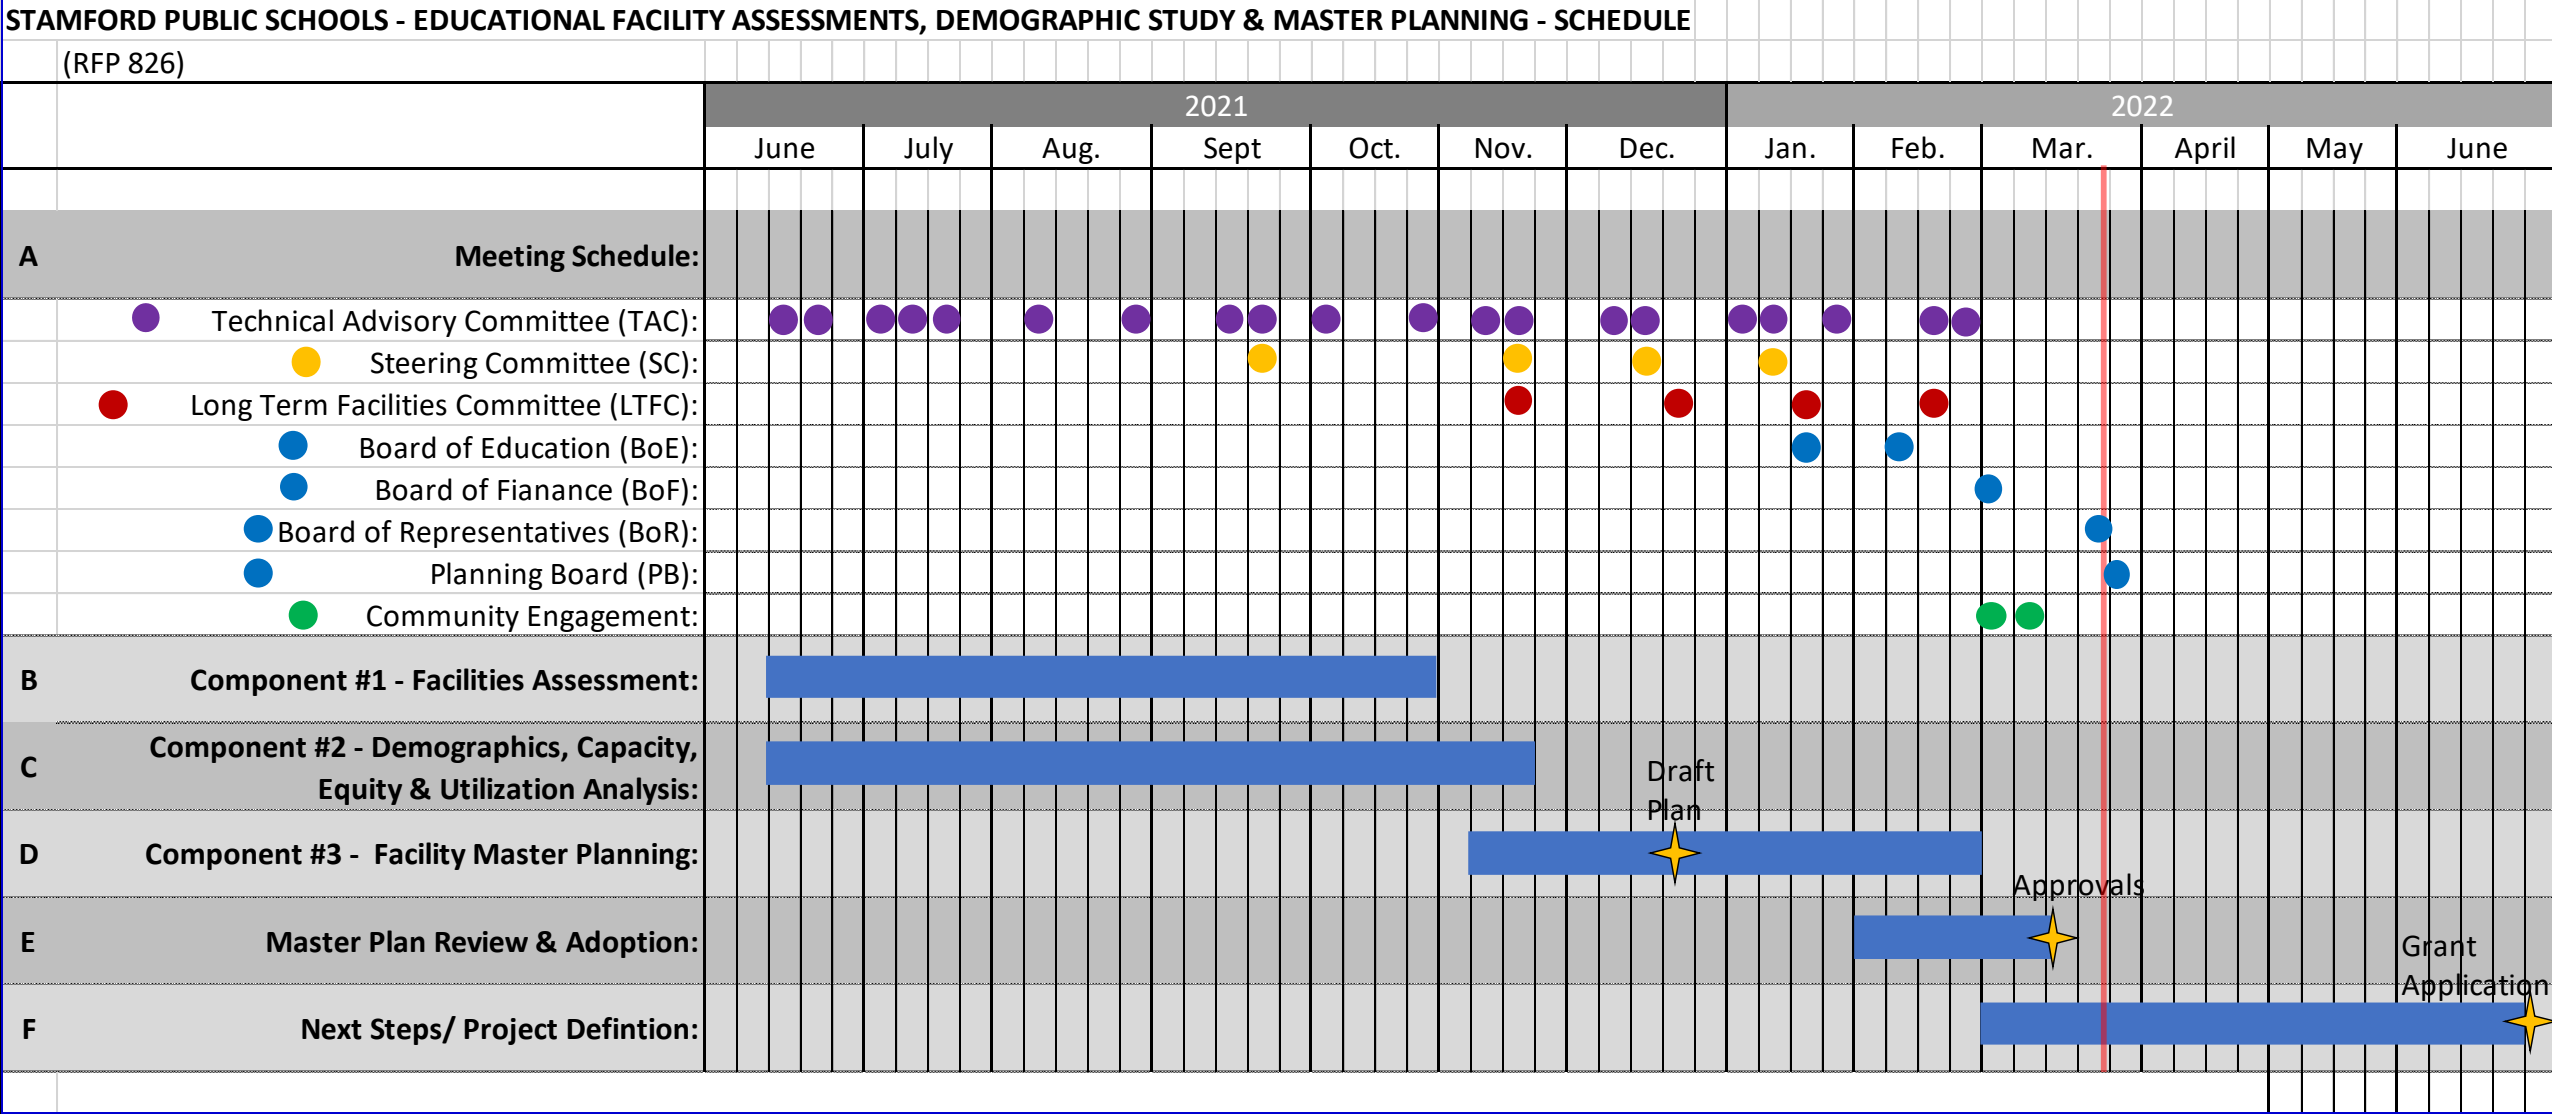 STAMFORD PUBLIC SCHOOLS - EDUCATIONAL FACILITY ASSESSMENTS, DEMOGRAPHIC STUDY & MASTER PLANNING - SCHEDULE
(RFP 826)
2021 2022
June July Aug. Sept Oct. Nov. Dec. Jan. Feb. Mar. April May June
A Meeting Schedule:
Technical Advisory Committee (TAC):
Steering Committee (SC):
Long Term Facilities Committee (LTFC):
Board of Education (BoE):
Board of Fianance (BoF):
Board of Representatives (BoR):
Planning Board (PB):
Community Engagement:
B Component #1 - Facilities Assessment:
C Component #2 - Demographics, Capacity,
Equity & Utilization Analysis:
Draft
Plan
D Component #3 - Facility Master Planning:
Approvals
E Master Plan Review & Adoption:
Grant
Application
F Next Steps/ Project Defintion: